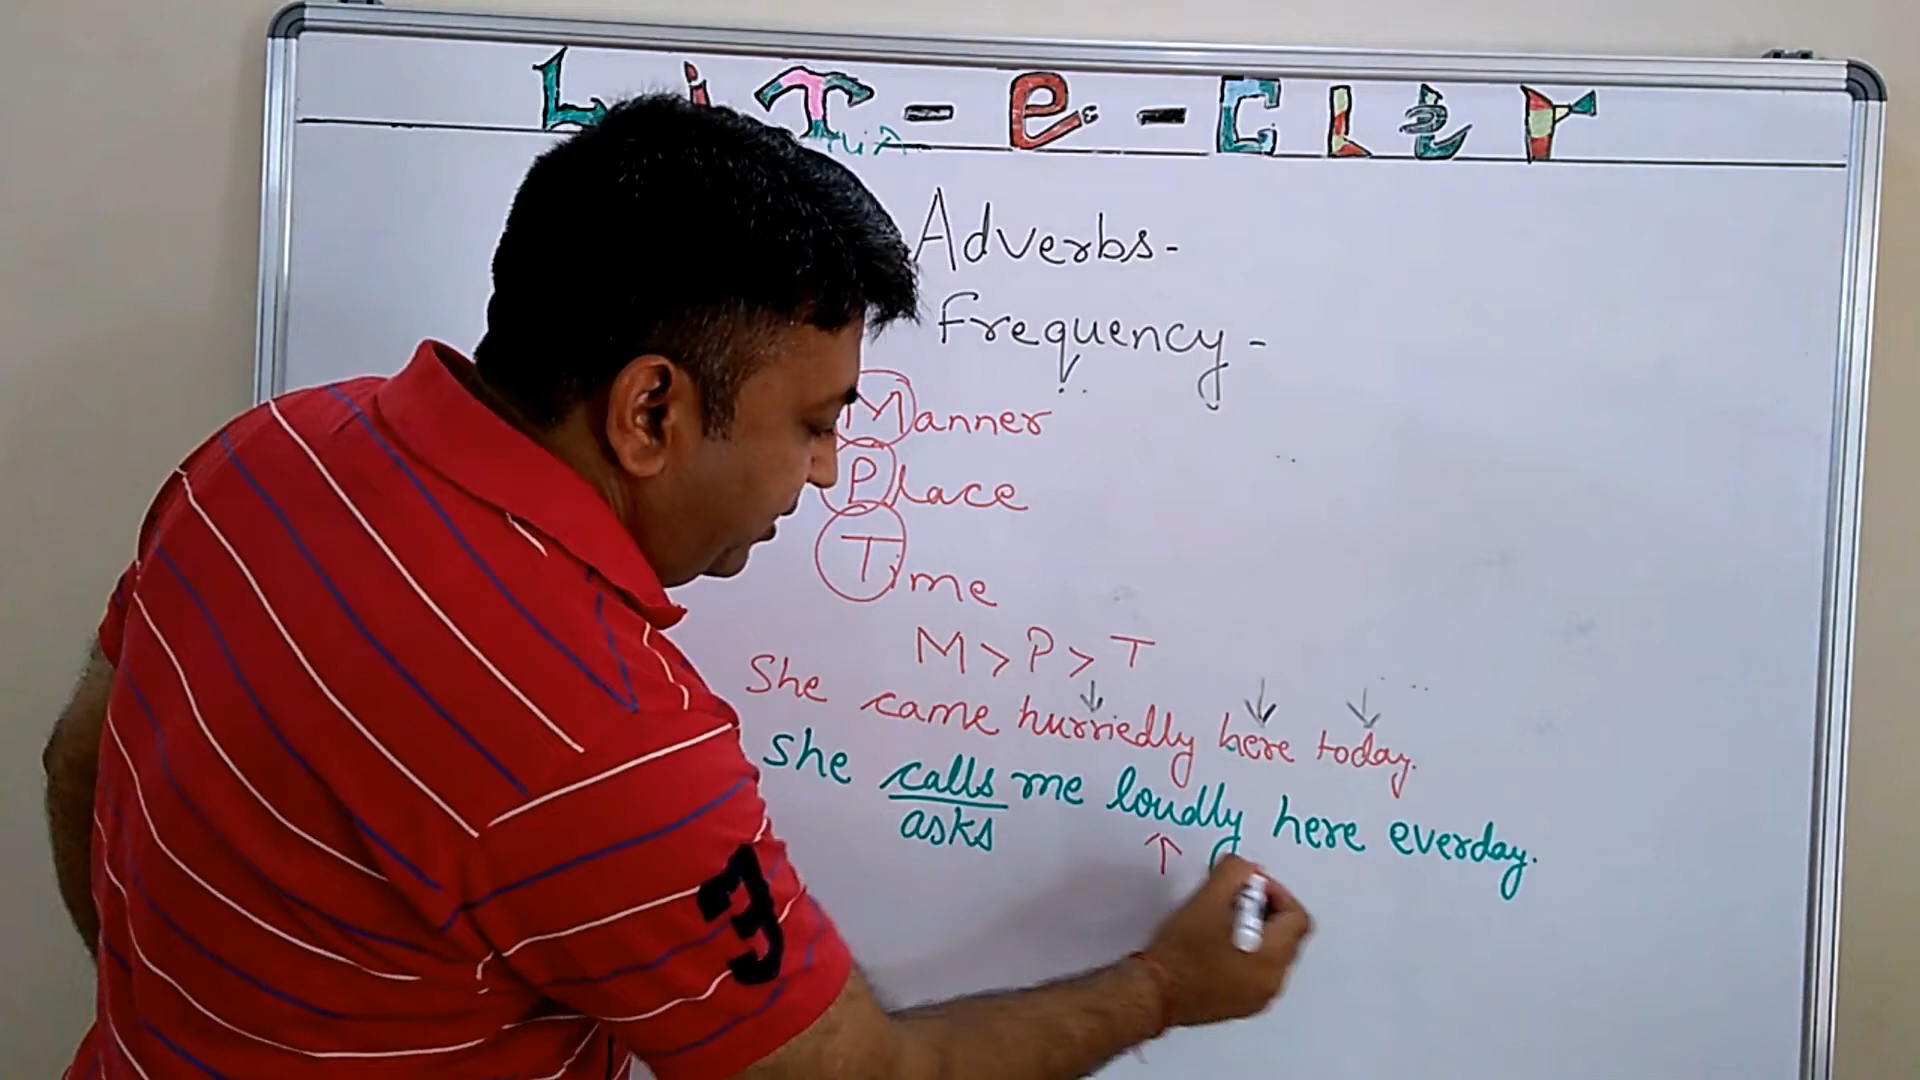 LiT - e - CLEr
Adverbs-
Frequency -
Manner
Place
Time
M > P > T
She came hurriedly here today.
She calls me loudly here everday.
asks
3